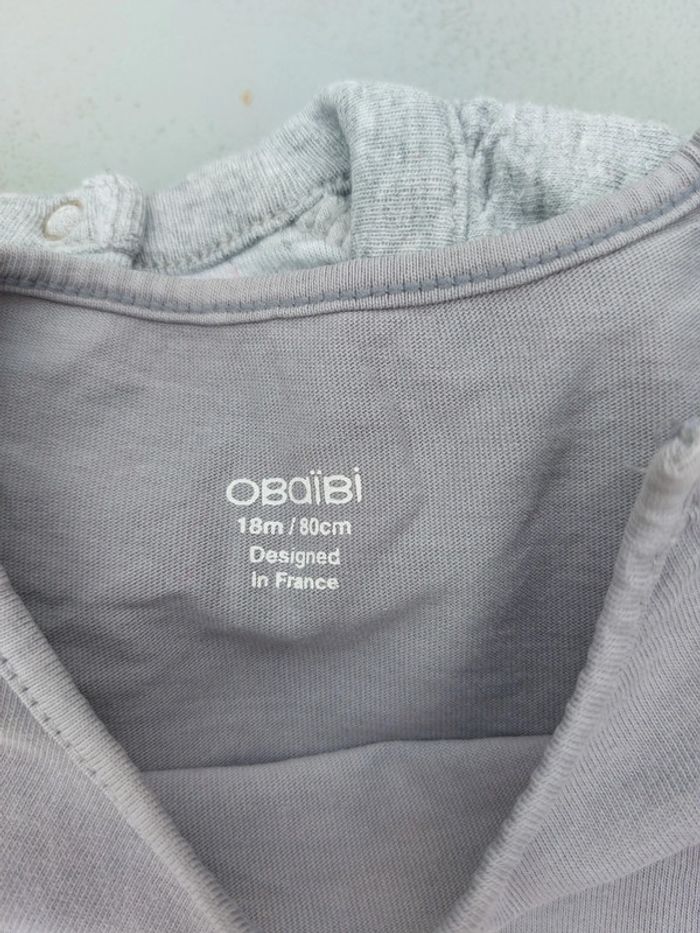 OBaïBi
18m / 80cm
Designed
In France